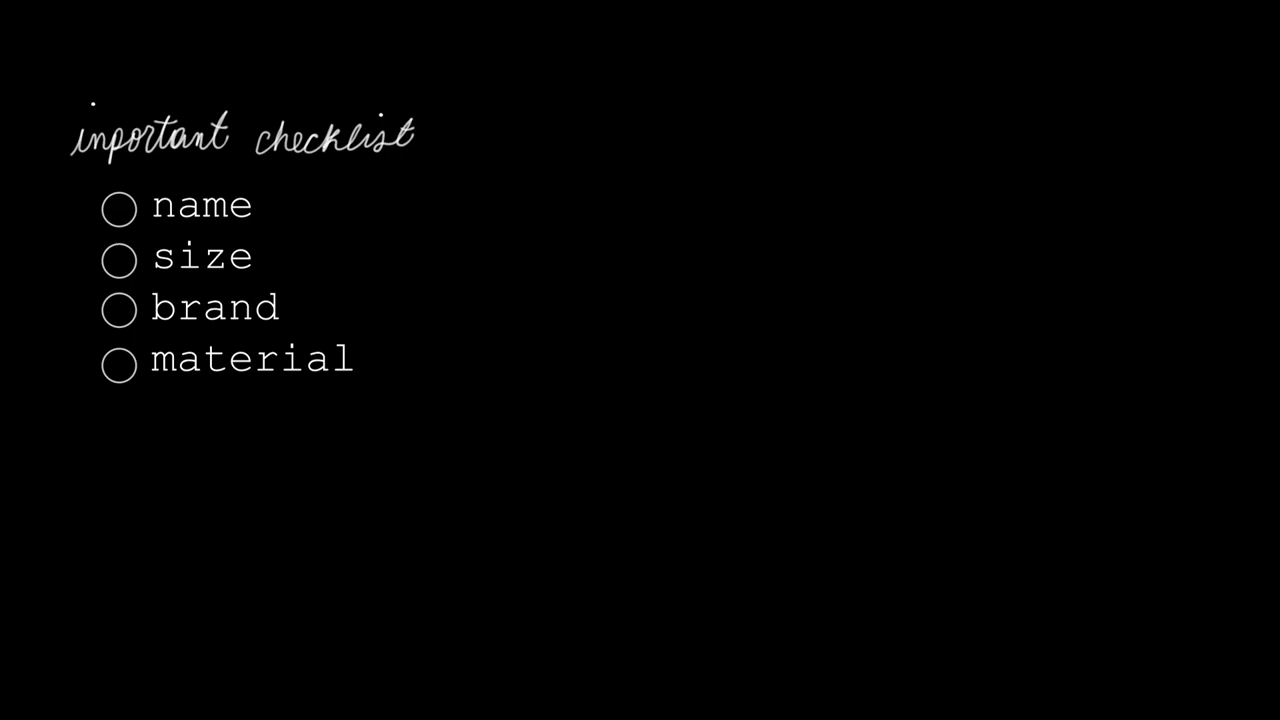 inportant checklist
name
size
brand
material